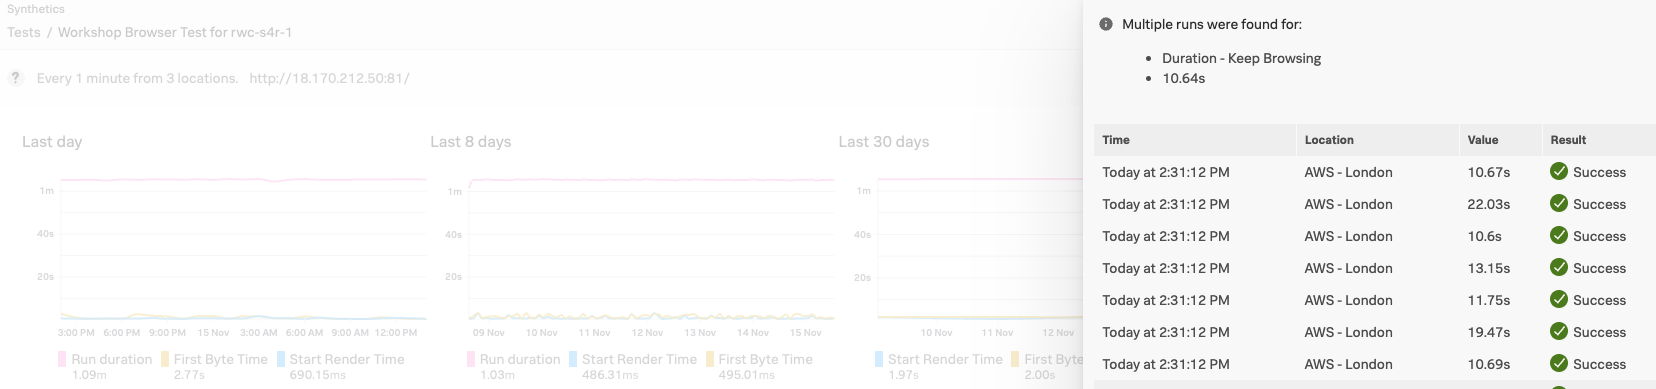 Synthetics
Tests / Workshop Browser Test for rwc-s4r-1
? Every 1 minute from 3 locations. http://18.170.212.50:81/
Last day
1m
40s
20s
3:00 PM 6:00 PM 9:00 PM 15 Nov 3:00 AM 6:00 AM 9:00 AM 12:00 PM
Run duration First Byte Time Start Render Time
1.09m 2.77s 690.15ms
Last 8 days
1m
40s
20s
09 Nov 10 Nov 11 Nov 12 Nov 13 Nov 14 Nov 15 Nov
Run duration Start Render Time First Byte Time
1.03m 486.31ms 495.01ms
Last 30 days
1m
40s
20s
10 Nov 11 Nov 12 Nov
Start Render Time First Byte
1.97s 2.00s
Multiple runs were found for:
• Duration - Keep Browsing
• 10.64s
Time Location Value Result
Today at 2:31:12 PM AWS - London 10.67s Success
Today at 2:31:12 PM AWS - London 22.03s Success
Today at 2:31:12 PM AWS - London 10.6s Success
Today at 2:31:12 PM AWS - London 13.15s Success
Today at 2:31:12 PM AWS - London 11.75s Success
Today at 2:31:12 PM AWS - London 19.47s Success
Today at 2:31:12 PM AWS - London 10.69s Success